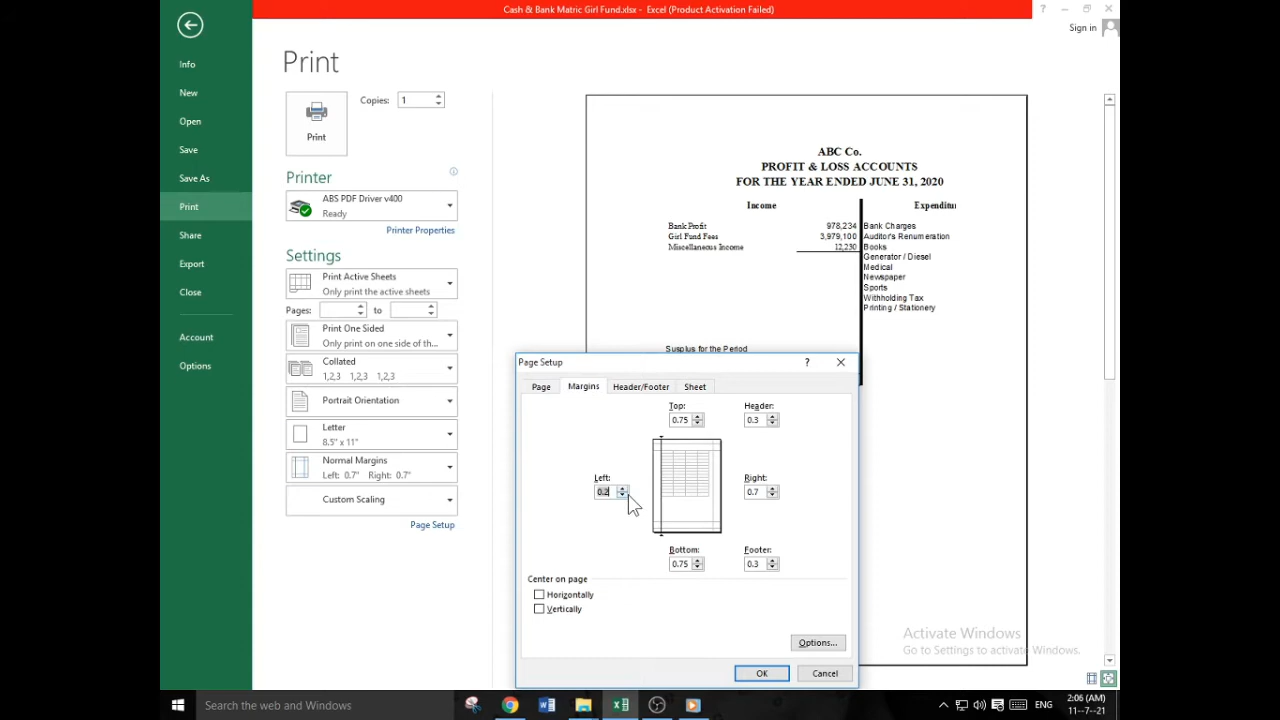 Cash & Bank Matric Girl Fund.xlsx - Excel (Product Activation Failed)
?
Sign in
Info
New
Open
Save
Save As
Print
Share
Export
Close
Account
Options
Print
Copies: 1
Print
Printer
ABS PDF Driver v400
Ready
Printer Properties
Settings
Print Active Sheets
Only print the active sheets
Pages: to
Print One Sided
Only print on one side of th...
Collated
1,2,3 1,2,3 1,2,3
Portrait Orientation
Letter
8.5" x 11"
Normal Margins
Left: 0.7" Right: 0.7"
Custom Scaling
Page Setup
ABC Co.
PROFIT & LOSS ACCOUNTS
FOR THE YEAR ENDED JUNE 31, 2020
Income Expenditu
Bank Profit 978,234 Bank Charges
Girl Fund Fees 3,979,100 Auditor's Renumeration
Miscellaneous Income 12,230 Books
Generator / Diesel
Medical
Newspaper
Sports
Withholding Tax
Printing / Stationery
Susplus for the Period
Page Setup ?
Page Margins Header/Footer Sheet
Top: Header:
0.75 0.3
Left: Right:
0.2 0.7
Bottom: Footer:
0.75 0.3
Center on page
Horizontally
Vertically
Options...
OK Cancel
Activate Windows
Go to Settings to activate Windows.
Search the web and Windows
ENG
2:06 (AM)
11--7--21